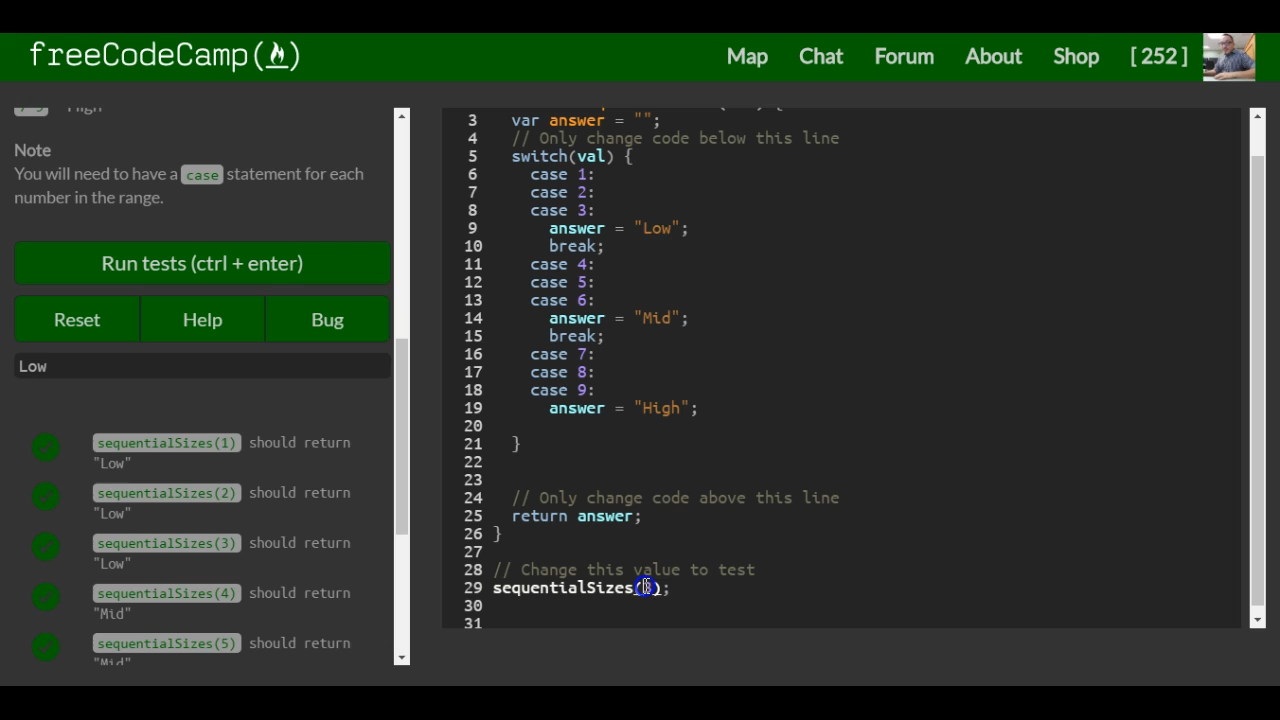 freeCodeCamp(🔥)
Map Chat Forum About Shop [ 252 ]
Note
You will need to have a case statement for each
number in the range.
Run tests (ctrl + enter)
Reset Help Bug
Low
sequentialSizes(1) should return
"Low"
sequentialSizes(2) should return
"Low"
sequentialSizes(3) should return
"Low"
sequentialSizes(4) should return
"Mid"
sequentialSizes(5) should return
"Mid"
3 var answer = "";
4 // Only change code below this line
5 switch(val) {
6 case 1:
7 case 2:
8 case 3:
9 answer = "Low";
10 break;
11 case 4:
12 case 5:
13 case 6:
14 answer = "Mid";
15 break;
16 case 7:
17 case 8:
18 case 9:
19 answer = "High";
20
21 }
22
23
24 // Only change code above this line
25 return answer;
26 }
27
28 // Change this value to test
29 sequentialSizes( );
30
31